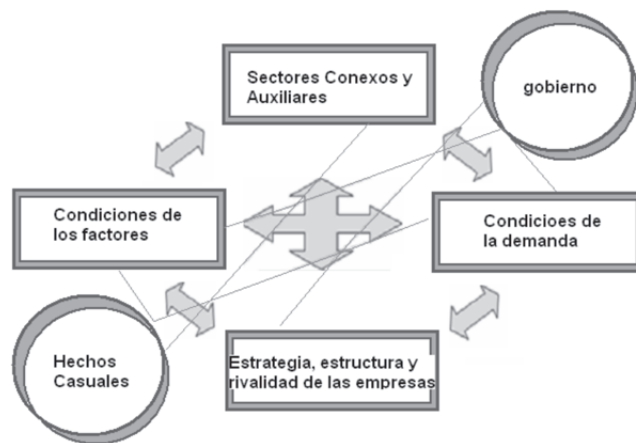 Sectores Conexos y
Auxiliares
gobierno
Condiciones de
los factores
Condicioes de
la demanda
Hechos
Casuales
Estrategia, estructura y
rivalidad de las empresas